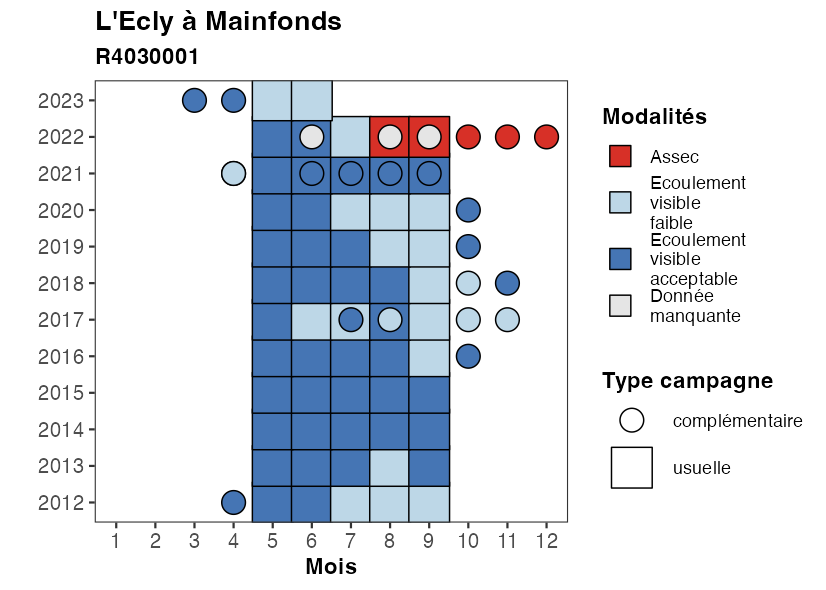 L'Ecly à Mainfonds
R4030001
2023
2022
2021
2020
2019
2018
2017
2016
2015
2014
2013
2012
1 2 3 4 5 6 7 8 9 10 11 12
Mois
Modalités
Assec
Ecoulement
visible
faible
Ecoulement
visible
acceptable
Donnée
manquante
Type campagne
complémentaire
usuelle